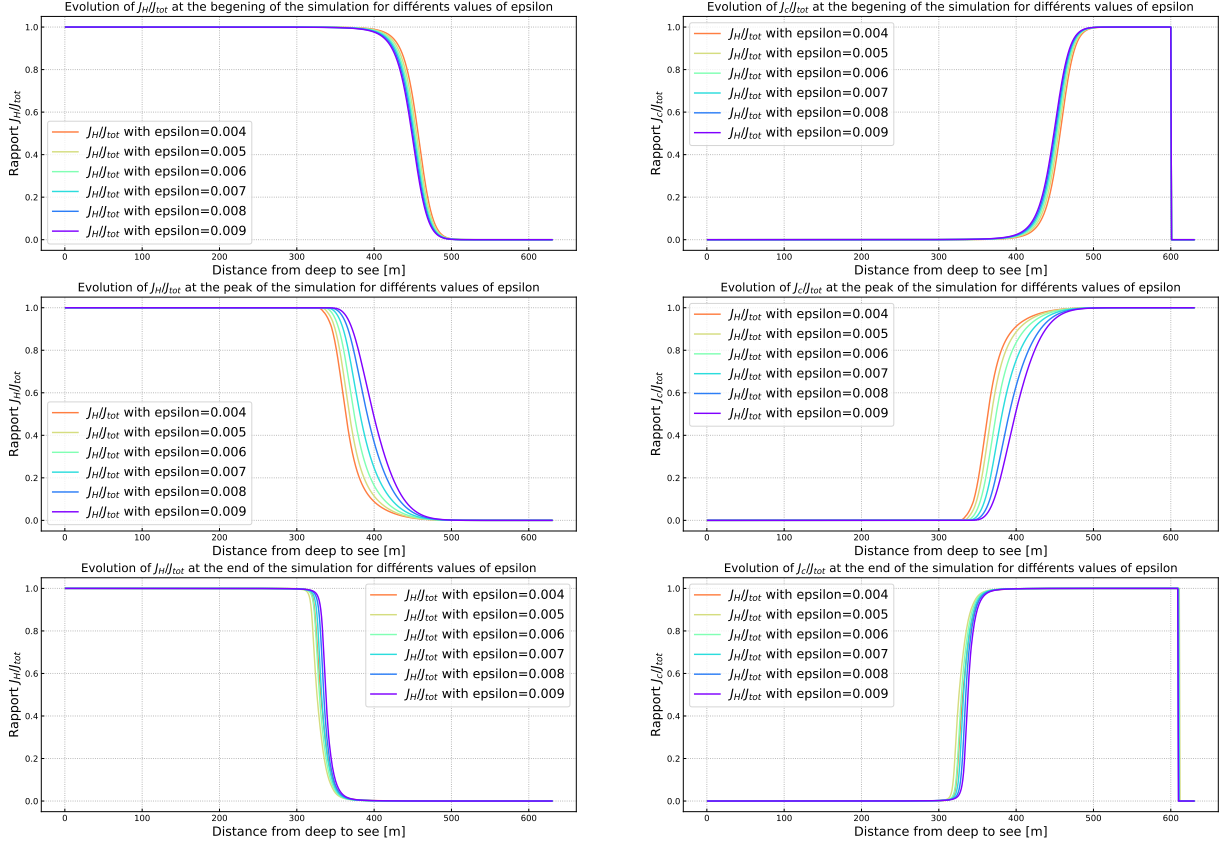 Evolution of J_H/J_tot at the begening of the simulation for différents values of epsilon
Rapport J_H/J_tot
1.0
0.8
0.6
0.4
0.2
0.0
J_H/J_tot with epsilon=0.004
J_H/J_tot with epsilon=0.005
J_H/J_tot with epsilon=0.006
J_H/J_tot with epsilon=0.007
J_H/J_tot with epsilon=0.008
J_H/J_tot with epsilon=0.009
0 100 200 300 400 500 600
Distance from deep to see [m]
Evolution of J_c/J_tot at the begening of the simulation for différents values of epsilon
Rapport J_c/J_tot
1.0
0.8
0.6
0.4
0.2
0.0
J_H/J_tot with epsilon=0.004
J_H/J_tot with epsilon=0.005
J_H/J_tot with epsilon=0.006
J_H/J_tot with epsilon=0.007
J_H/J_tot with epsilon=0.008
J_H/J_tot with epsilon=0.009
0 100 200 300 400 500 600
Distance from deep to see [m]
Evolution of J_H/J_tot at the peak of the simulation for différents values of epsilon
Rapport J_H/J_tot
1.0
0.8
0.6
0.4
0.2
0.0
J_H/J_tot with epsilon=0.004
J_H/J_tot with epsilon=0.005
J_H/J_tot with epsilon=0.006
J_H/J_tot with epsilon=0.007
J_H/J_tot with epsilon=0.008
J_H/J_tot with epsilon=0.009
0 100 200 300 400 500 600
Distance from deep to see [m]
Evolution of J_c/J_tot at the peak of the simulation for différents values of epsilon
Rapport J_c/J_tot
1.0
0.8
0.6
0.4
0.2
0.0
J_H/J_tot with epsilon=0.004
J_H/J_tot with epsilon=0.005
J_H/J_tot with epsilon=0.006
J_H/J_tot with epsilon=0.007
J_H/J_tot with epsilon=0.008
J_H/J_tot with epsilon=0.009
0 100 200 300 400 500 600
Distance from deep to see [m]
Evolution of J_H/J_tot at the end of the simulation for différents values of epsilon
Rapport J_H/J_tot
1.0
0.8
0.6
0.4
0.2
0.0
J_H/J_tot with epsilon=0.004
J_H/J_tot with epsilon=0.005
J_H/J_tot with epsilon=0.006
J_H/J_tot with epsilon=0.007
J_H/J_tot with epsilon=0.008
J_H/J_tot with epsilon=0.009
0 100 200 300 400 500 600
Distance from deep to see [m]
Evolution of J_c/J_tot at the end of the simulation for différents values of epsilon
Rapport J_c/J_tot
1.0
0.8
0.6
0.4
0.2
0.0
J_H/J_tot with epsilon=0.004
J_H/J_tot with epsilon=0.005
J_H/J_tot with epsilon=0.006
J_H/J_tot with epsilon=0.007
J_H/J_tot with epsilon=0.008
J_H/J_tot with epsilon=0.009
0 100 200 300 400 500 600
Distance from deep to see [m]